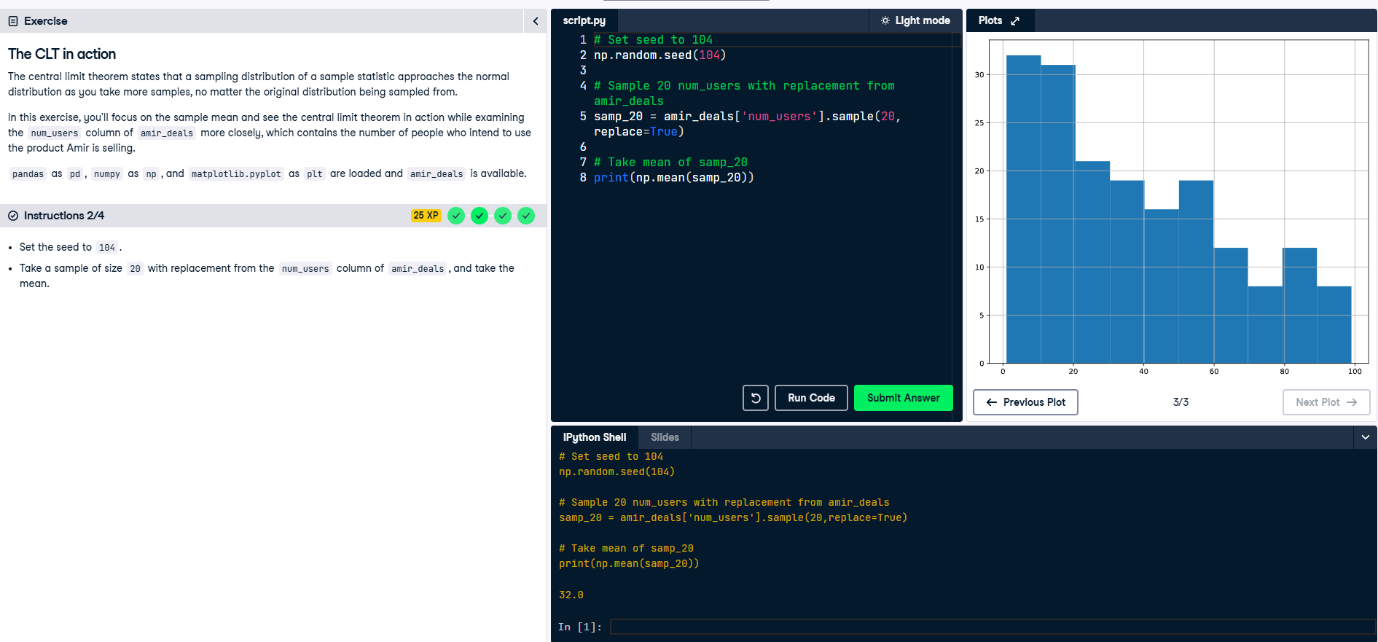 Exercise
The CLT in action
The central limit theorem states that a sampling distribution of a sample statistic approaches the normal
distribution as you take more samples, no matter the original distribution being sampled from.
In this exercise, you'll focus on the sample mean and see the central limit theorem in action while examining
the num_users column of amir_deals more closely, which contains the number of people who intend to use
the product Amir is selling.
pandas as pd, numpy as np, and matplotlib.pyplot as plt are loaded and amir_deals is available.
Instructions 2/4
25 XP
• Set the seed to 104.
• Take a sample of size 20 with replacement from the num_users column of amir_deals, and take the
mean.
script.py
Light mode
1 # Set seed to 104
2 np.random.seed(104)
3
4 # Sample 20 num_users with replacement from
amir_deals
5 samp_20 = amir_deals['num_users'].sample(20,
replace=True)
6
7 # Take mean of samp_20
8 print(np.mean(samp_20))
Run Code
Submit Answer
Plots
30
25
20
15
10
5
0
0 20 40 60 80 100
← Previous Plot
3/3
Next Plot →
IPython Shell
Slides
# Set seed to 104
np.random.seed(104)
# Sample 20 num_users with replacement from amir_deals
samp_20 = amir_deals['num_users'].sample(20,replace=True)
# Take mean of samp_20
print(np.mean(samp_20))
32.0
In [1]: